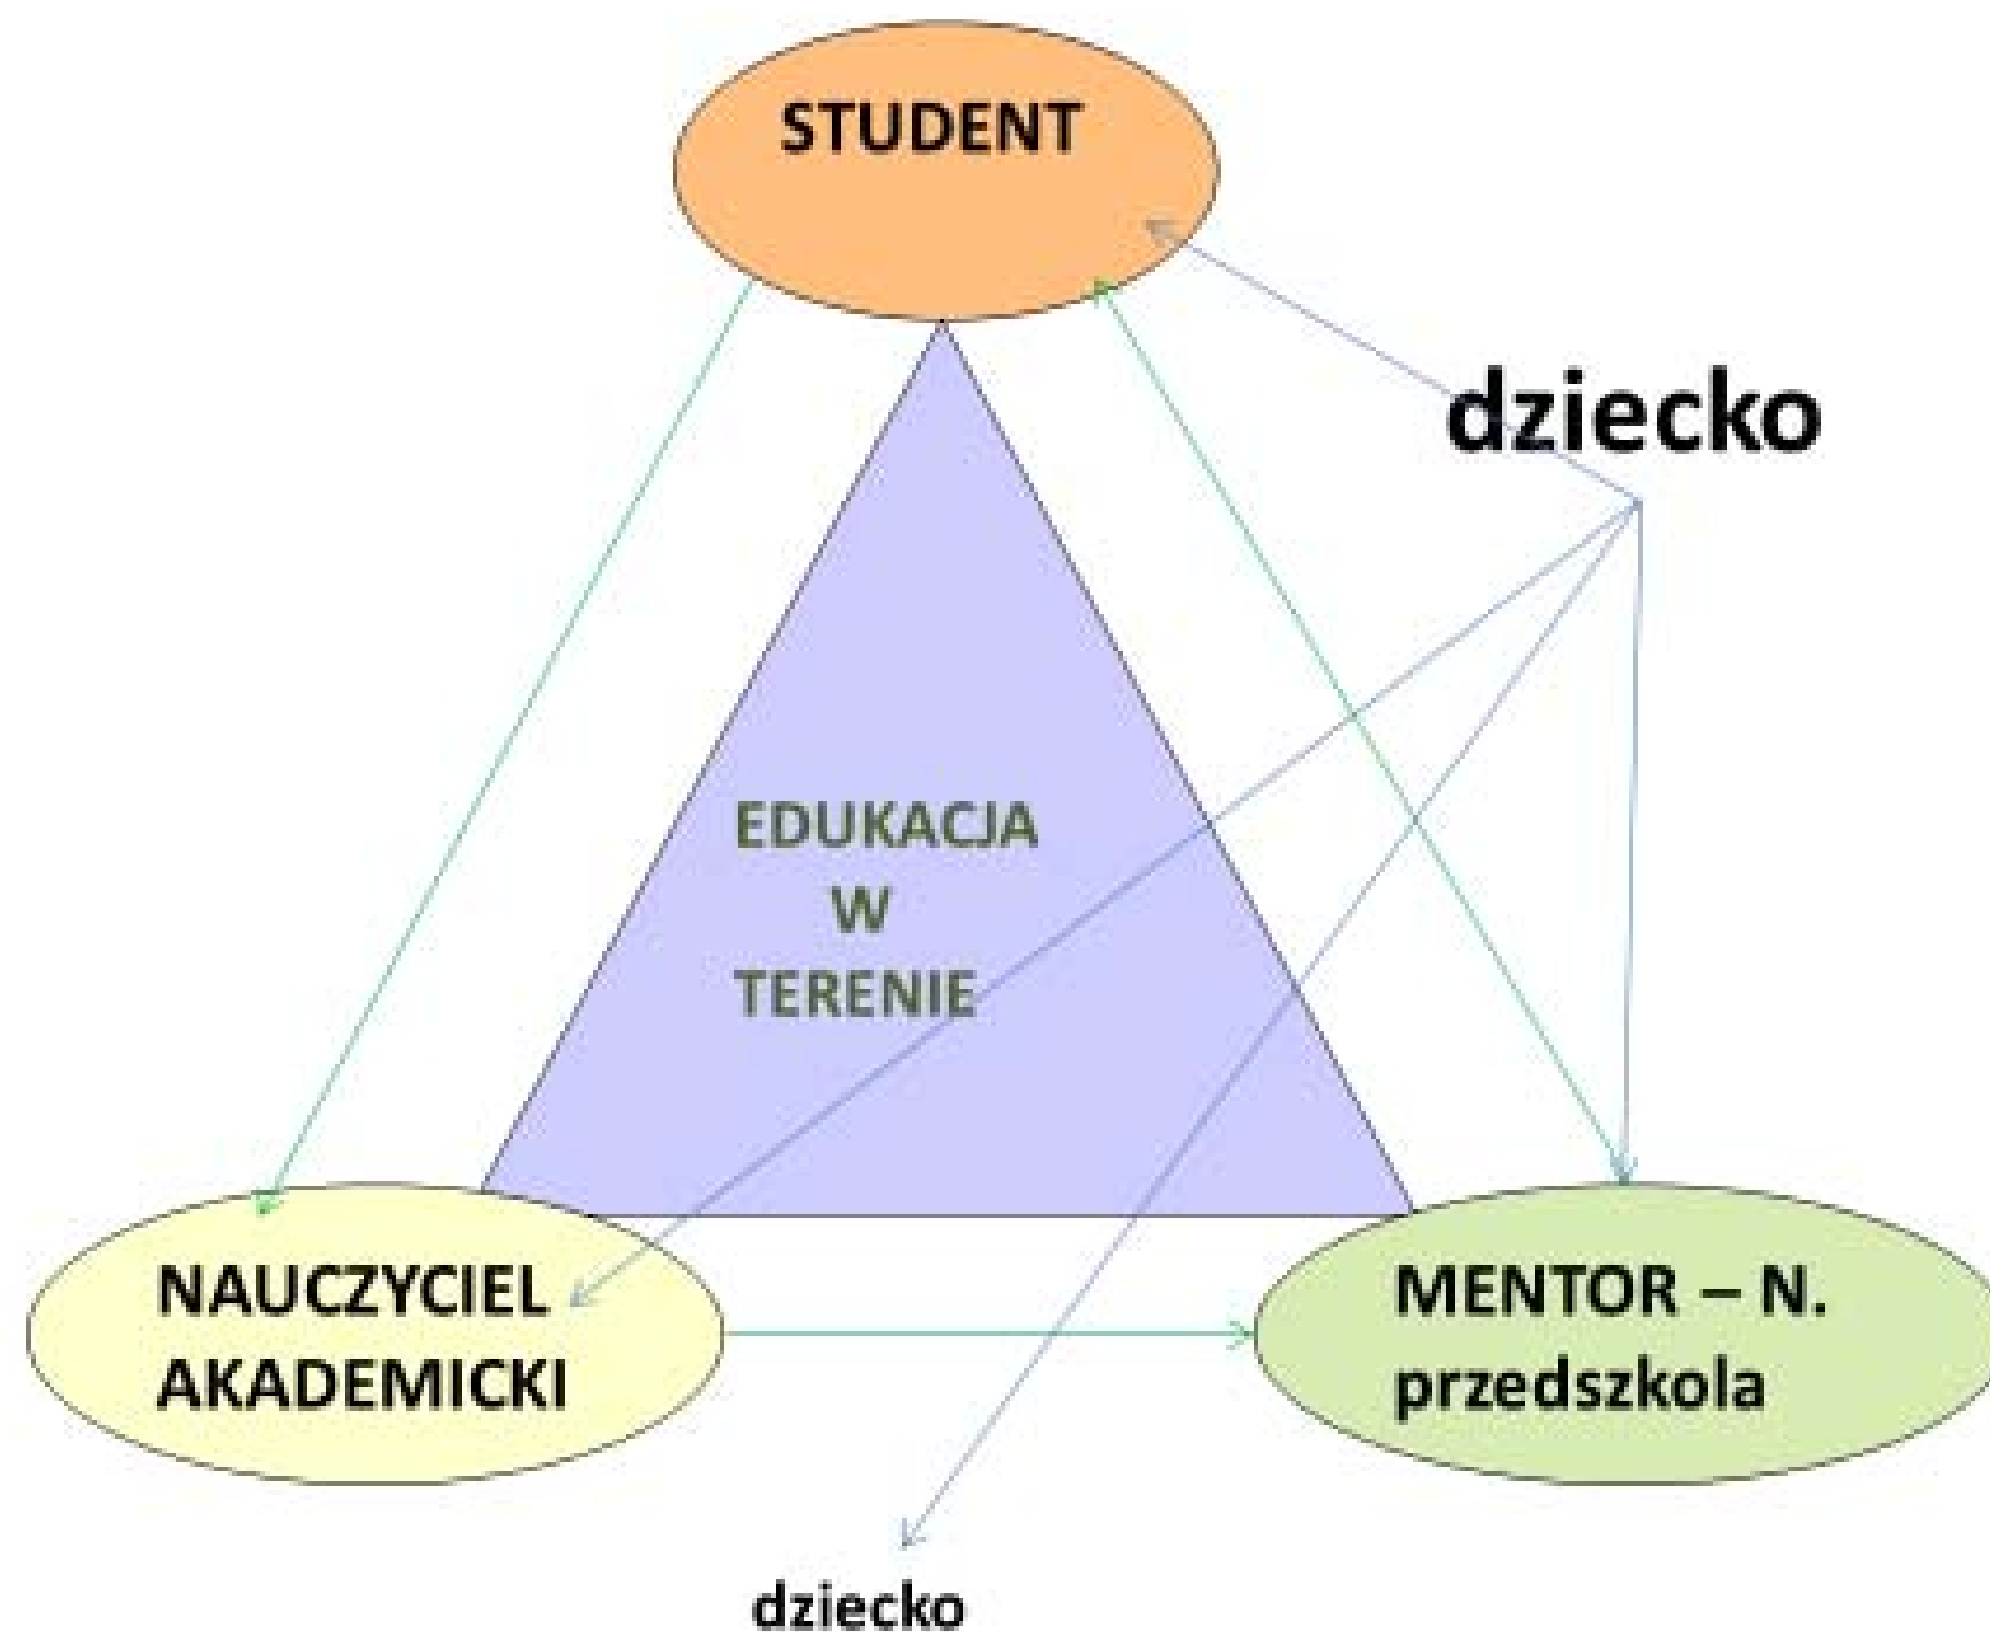 STUDENT
dziecko
EDUKACJA
W
TERENIE
NAUCZYCIEL
AKADEMICKI
MENTOR – N.
przedszkola
dziecko